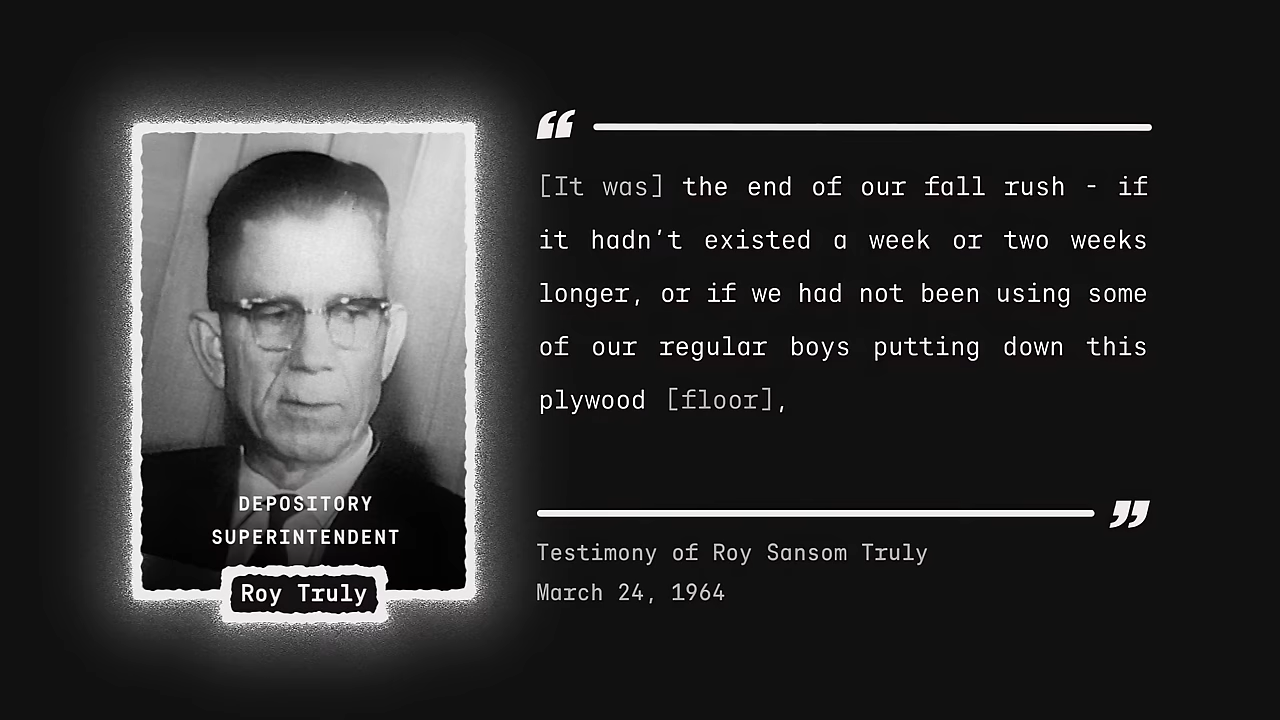 DEPOSITORY
SUPERINTENDENT
Roy Truly
“
[It was] the end of our fall rush - if
it hadn’t existed a week or two weeks
longer, or if we had not been using some
of our regular boys putting down this
plywood [floor],
”
Testimony of Roy Sansom Truly
March 24, 1964